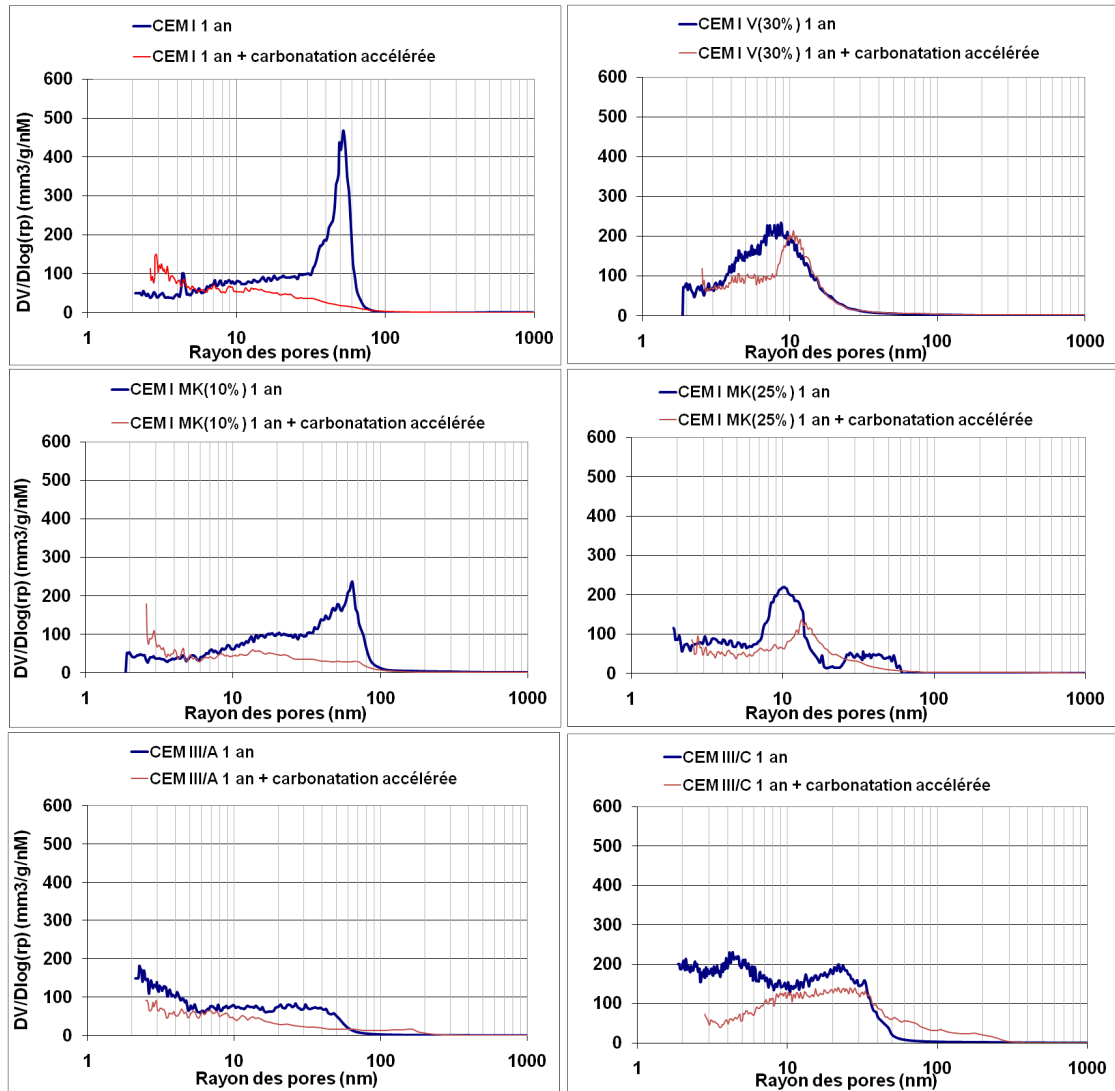 CEM I 1 an
CEM I 1 an + carbonatation accélérée
DV/Dlog(rp) (mm3/g/nM)
600
500
400
300
200
100
0
1 10 100 1000
Rayon des pores (nm)
CEM I V(30%) 1 an
CEM I V(30%) 1 an + carbonatation accélérée
600
500
400
300
200
100
0
1 10 100 1000
Rayon des pores (nm)
CEM I MK(10%) 1 an
CEM I MK(10%) 1 an + carbonatation accélérée
DV/Dlog(rp) (mm3/g/nM)
600
500
400
300
200
100
0
1 10 100 1000
Rayon des pores (nm)
CEM I MK(25%) 1 an
CEM I MK(25%) 1 an + carbonatation accélérée
600
500
400
300
200
100
0
1 10 100 1000
Rayon des pores (nm)
CEM III/A 1 an
CEM III/A 1 an + carbonatation accélérée
DV/Dlog(rp) (mm3/g/nM)
600
500
400
300
200
100
0
1 10 100 1000
Rayon des pores (nm)
CEM III/C 1 an
CEM III/C 1 an + carbonatation accélérée
600
500
400
300
200
100
0
1 10 100 1000
Rayon des pores (nm)